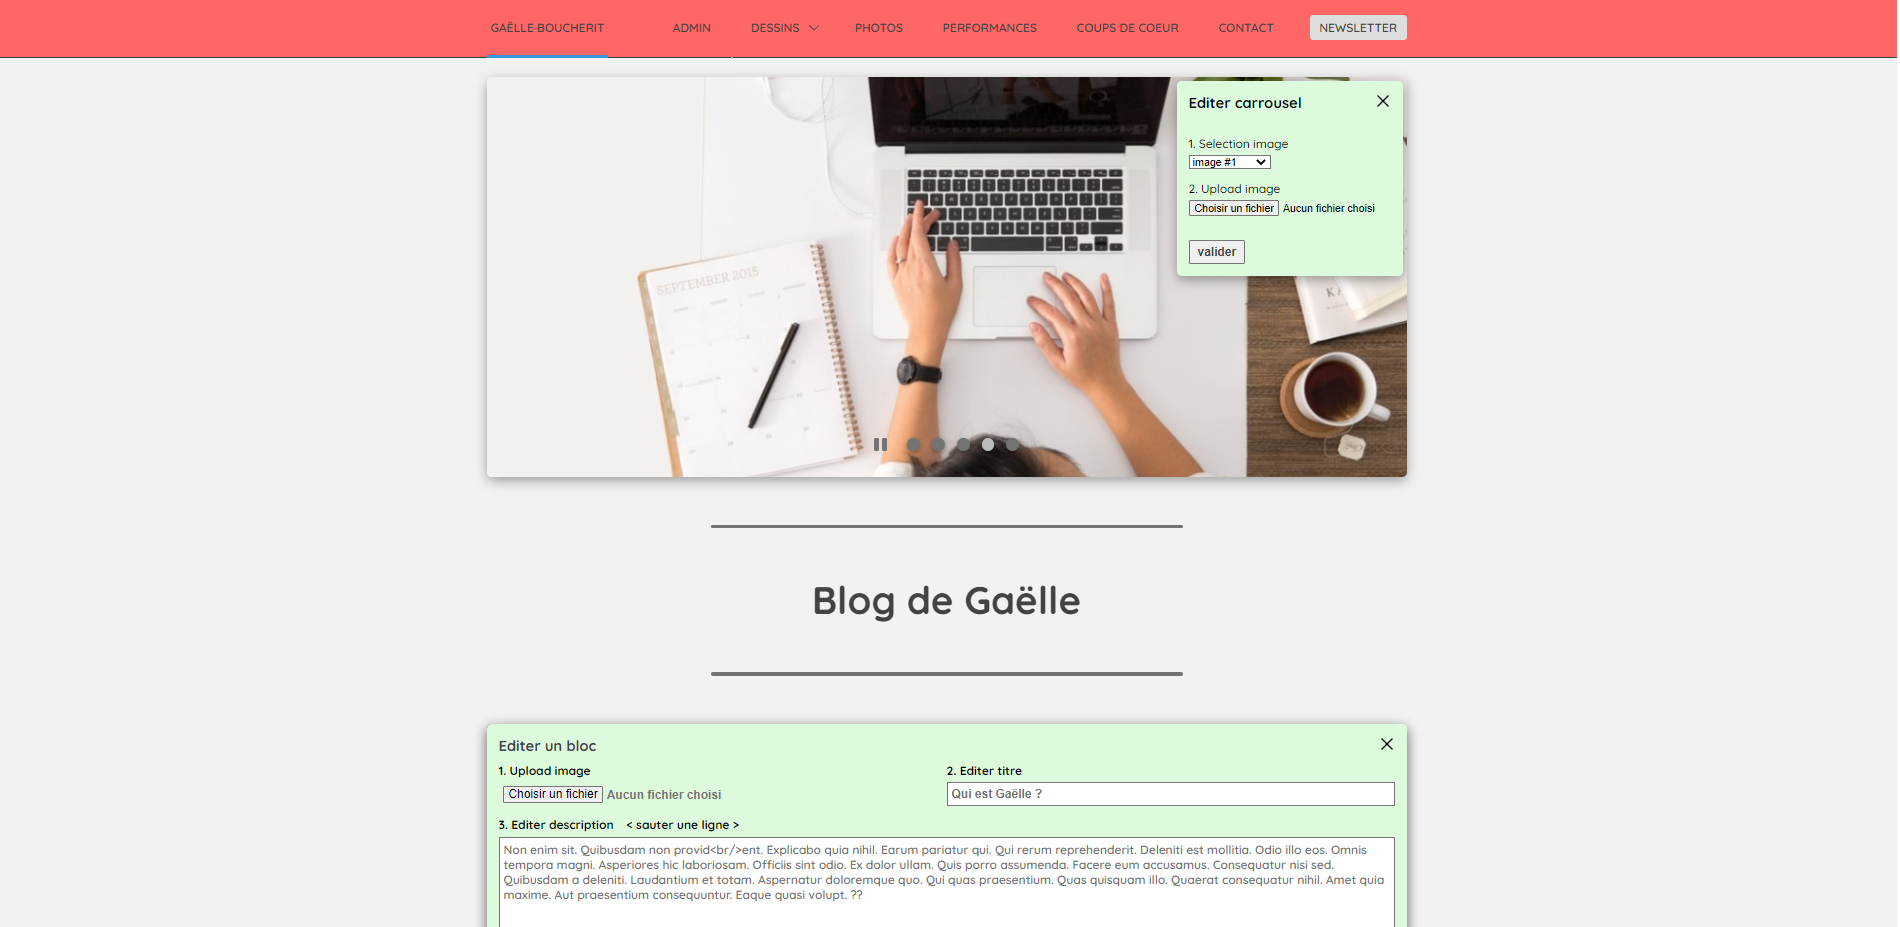 GAËLLE BOUCHERIT ADMIN DESSINS PHOTOS PERFORMANCES COUPS DE COEUR CONTACT NEWSLETTER
Editer carrousel
1. Selection image
image #1
2. Upload image
Choisir un fichier Aucun fichier choisi
valider
SEPTEMBER 2015
Blog de Gaëlle
Editer un bloc
1. Upload image
Choisir un fichier Aucun fichier choisi
2. Editer titre
Qui est Gaëlle ?
3. Editer description < sauter une ligne >
Non enim sit. Quibusdam non provid<br/>ent. Explicabo quia nihil. Earum pariatur qui. Qui rerum reprehenderit. Deleniti est mollitia. Odio illo eos. Omnis
tempora magni. Asperiores hic laboriosam. Officiis sint odio. Ex dolor ullam. Quis porro assumenda. Facere eum accusamus. Consequatur nisi sed.
Quibusdam a deleniti. Laudantium et totam. Aspernatur doloremque quo. Qui quas praesentium. Quas quisquam illo. Quaerat consequatur nihil. Amet quia
maxime. Aut praesentium consequuntur. Eaque quasi volupt. ??